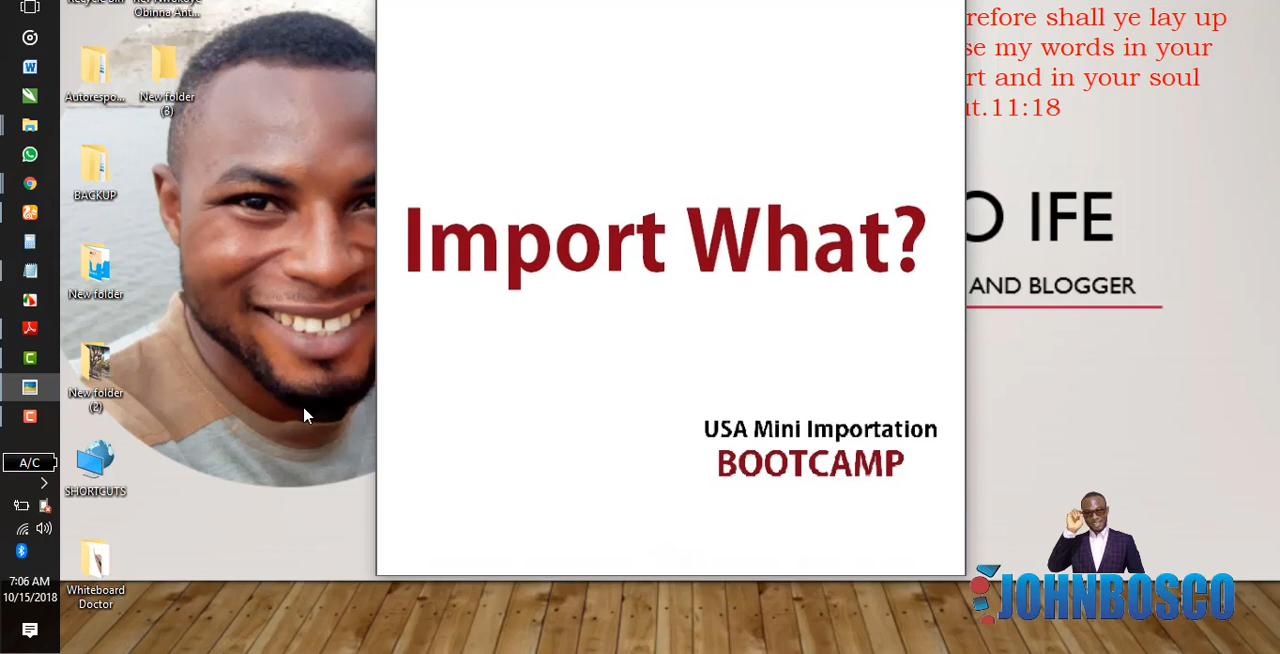 Autorespo...
New folder
(3)
BACKUP
New folder
New folder
(2)
SHORTCUTS
Whiteboard
Doctor
A/C
7:06 AM
10/15/2018
Import What?
USA Mini Importation
BOOTCAMP
refore shall ye lay up
se my words in your
rt and in your soul
ut.11:18
O IFE
AND BLOGGER
JOHNBOSCO